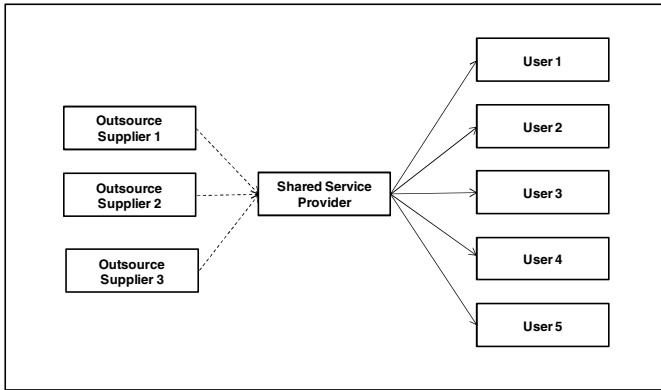 Outsource
Supplier 1
Outsource
Supplier 2
Outsource
Supplier 3
Shared Service
Provider
User 1
User 2
User 3
User 4
User 5